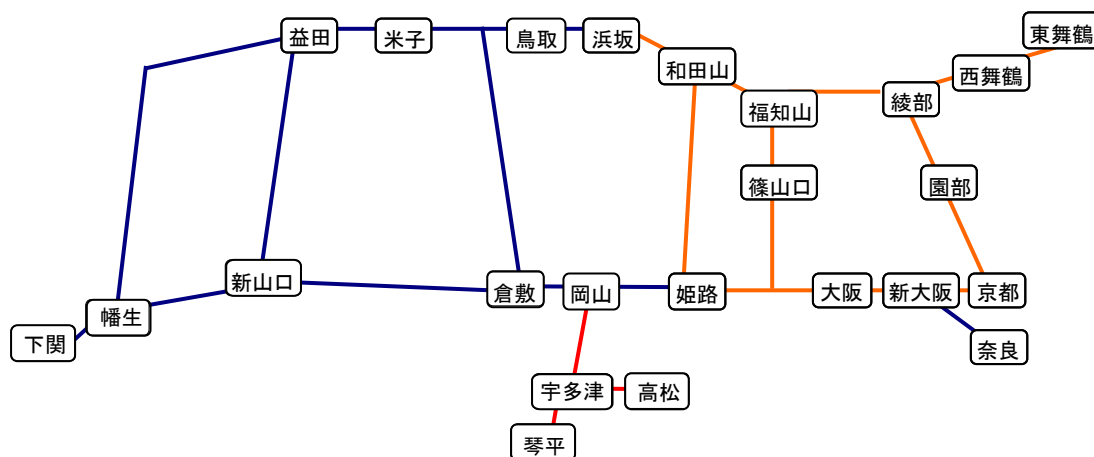 東舞鶴
益田
米子
鳥取
浜坂
和田山
西舞鶴
福知山
綾部
篠山口
園部
新山口
倉敷
岡山
姫路
大阪
新大阪
京都
幡生
下関
奈良
宇多津
高松
琴平